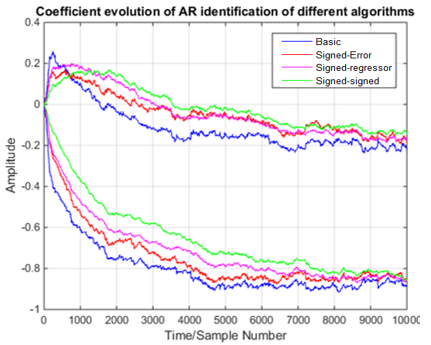 Coefficient evolution of AR identification of different algorithms
0.4
0.2
0
-0.2
-0.4
-0.6
-0.8
-1
Amplitude
Basic
Signed-Error
Signed-regressor
Signed-signed
0 1000 2000 3000 4000 5000 6000 7000 8000 9000 10000
Time/Sample Number